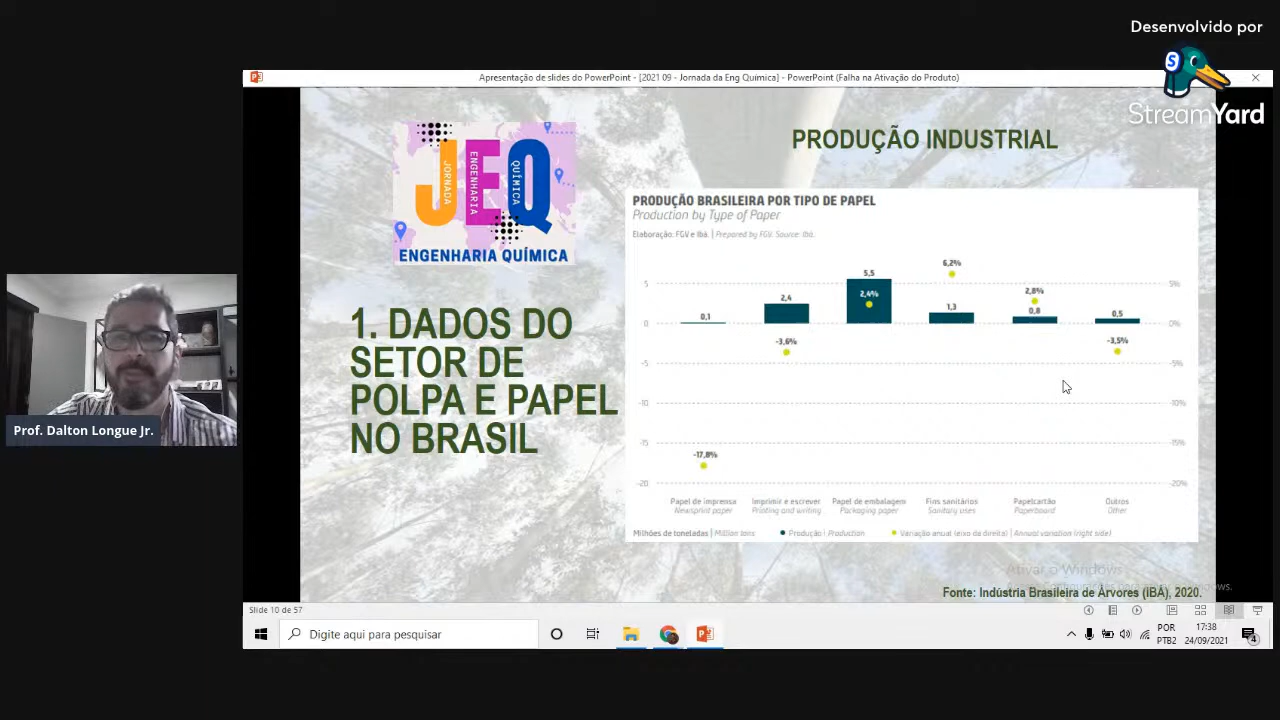 Desenvolvido por
StreamYard
Apresentação de slides do PowerPoint - [2021 09 - Jornada da Eng Química] - PowerPoint (Falha na Ativação do Produto)
JEQ
JORNADA
ENGENHARIA
QUÍMICA
ENGENHARIA QUÍMICA
1. DADOS DO
SETOR DE
POLPA E PAPEL
NO BRASIL
PRODUÇÃO INDUSTRIAL
PRODUÇÃO BRASILEIRA POR TIPO DE PAPEL
Production by Type of Paper
Elaboração: FGV e Ibá. | Prepared by FGV. Source: Ibá.
6,2%
5,5
2,4
2,4%
2,8%
0,1
1,3
0,8
0,5
5
5%
0
0%
-3,6%
-3,5%
-5
-5%
-10
-10%
-15
-15%
-17,8%
-20
-20%
Papel de imprensa
Newsprint paper
Imprimir e escrever
Printing and writing
Papel de embalagem
Packaging paper
Fins sanitários
Sanitary uses
Papelcartão
Paperboard
Outros
Other
Milhões de toneladas | Million tons
Produção | Production
Variação anual (eixo da direita) | Annual variation (right side)
Ativar o Windows
Fonte: Indústria Brasileira de Árvores (IBÁ), 2020.
Prof. Dalton Longue Jr.
Slide 10 de 57
Digite aqui para pesquisar
POR
PTB2
17:38
24/09/2021
4